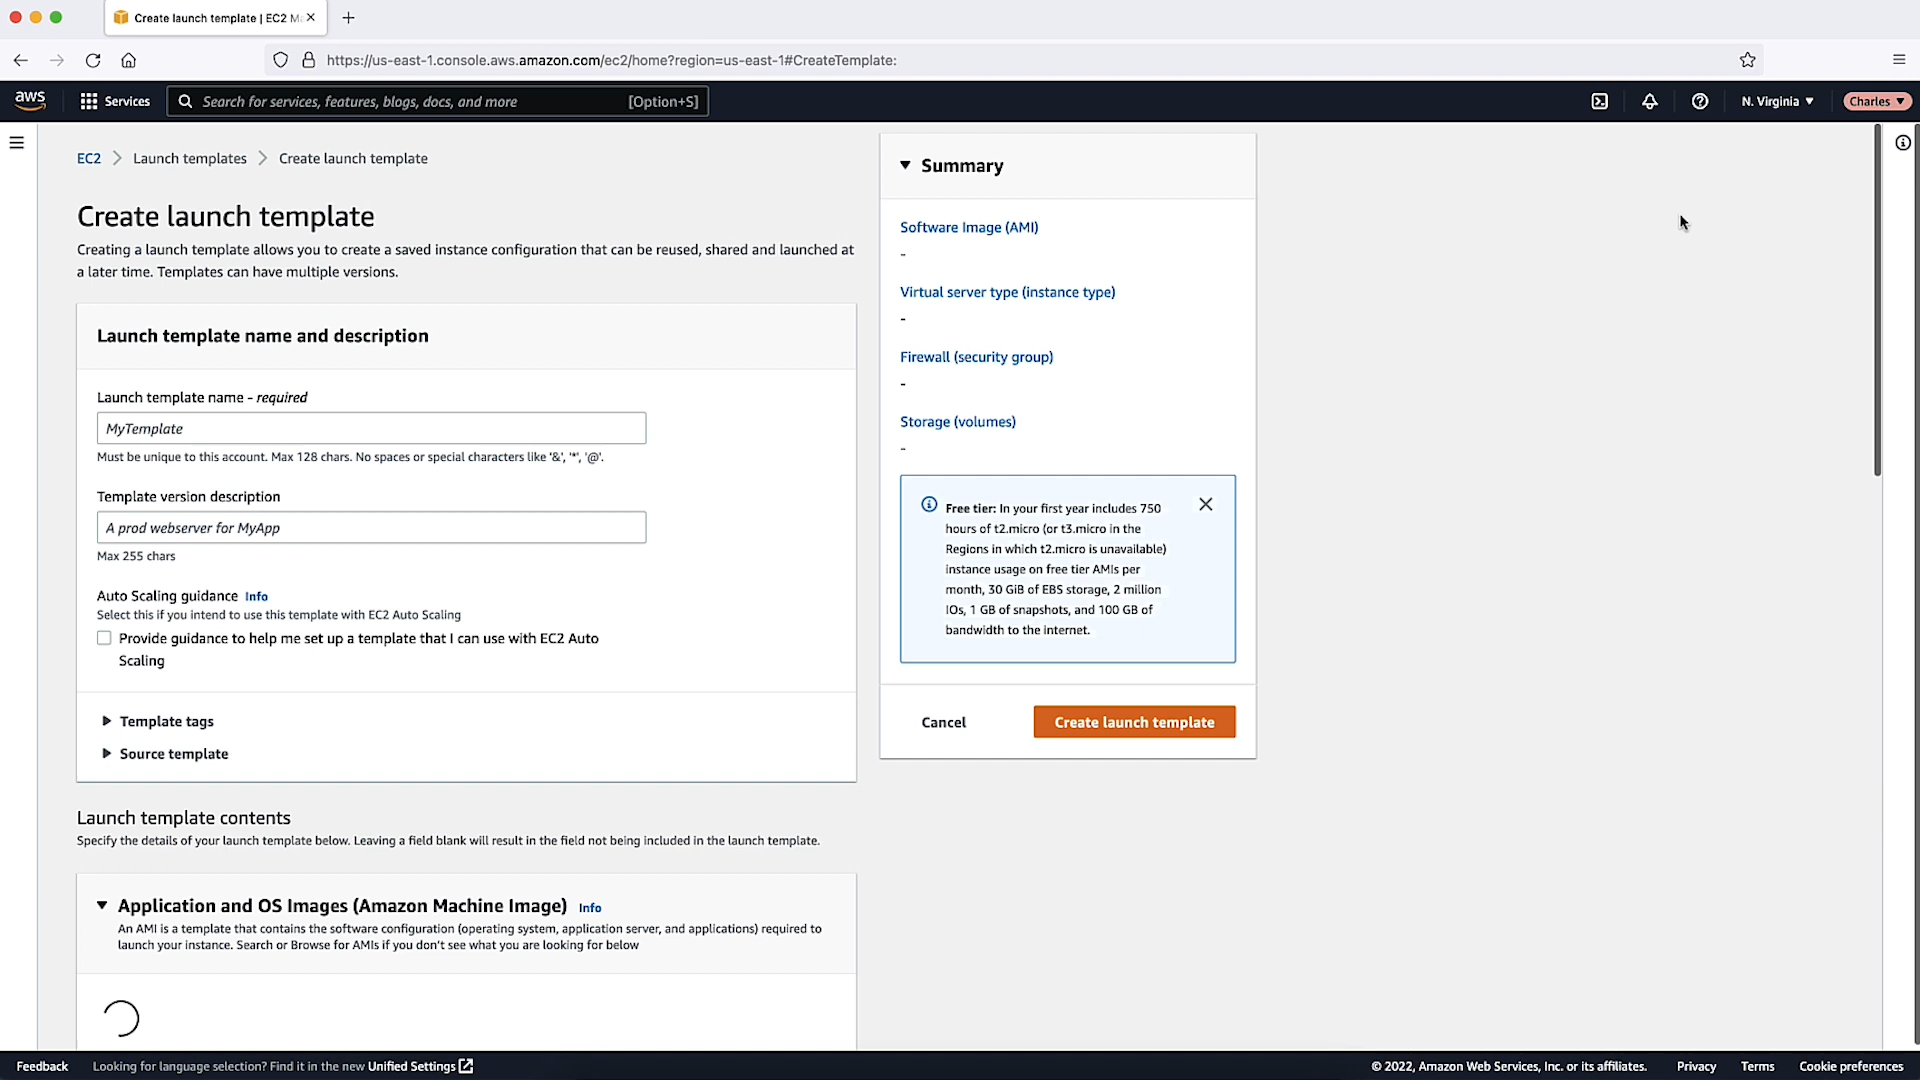 Create launch template | EC2 M
https://us-east-1.console.aws.amazon.com/ec2/home?region=us-east-1#CreateTemplate:
aws
Services
Search for services, features, blogs, docs, and more
[Option+S]
N. Virginia ▼
Charles ▼
EC2 > Launch templates > Create launch template
Create launch template
Creating a launch template allows you to create a saved instance configuration that can be reused, shared and launched at
a later time. Templates can have multiple versions.
Launch template name and description
Launch template name - required
MyTemplate
Must be unique to this account. Max 128 chars. No spaces or special characters like '&', '*', '@'.
Template version description
A prod webserver for MyApp
Max 255 chars
Auto Scaling guidance Info
Select this if you intend to use this template with EC2 Auto Scaling
Provide guidance to help me set up a template that I can use with EC2 Auto
Scaling
Template tags
Source template
Launch template contents
Specify the details of your launch template below. Leaving a field blank will result in the field not being included in the launch template.
Application and OS Images (Amazon Machine Image) Info
An AMI is a template that contains the software configuration (operating system, application server, and applications) required to
launch your instance. Search or Browse for AMIs if you don't see what you are looking for below
Summary
Software Image (AMI)
-
Virtual server type (instance type)
-
Firewall (security group)
-
Storage (volumes)
-
Free tier: In your first year includes 750
hours of t2.micro (or t3.micro in the
Regions in which t2.micro is unavailable)
instance usage on free tier AMIs per
month, 30 GiB of EBS storage, 2 million
IOs, 1 GB of snapshots, and 100 GB of
bandwidth to the internet.
Cancel
Create launch template
Feedback
Looking for language selection? Find it in the new Unified Settings
© 2022, Amazon Web Services, Inc. or its affiliates.
Privacy
Terms
Cookie preferences